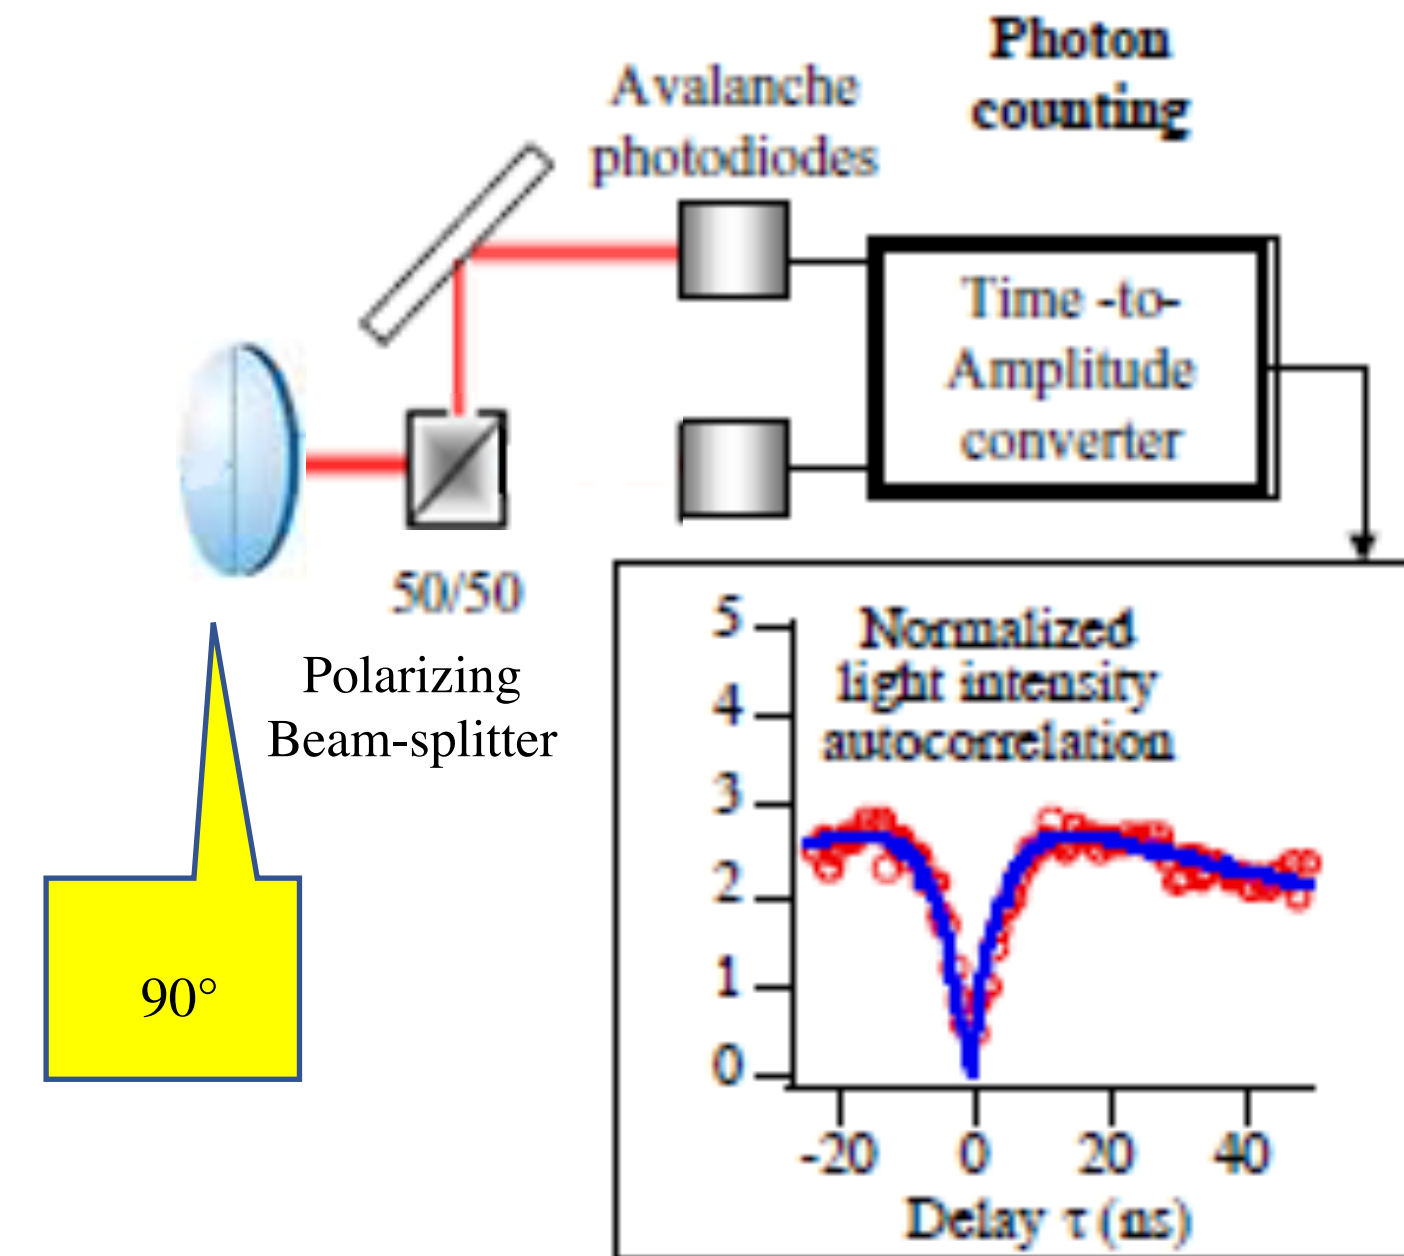 Photon
counting
Avalanche
photodiodes
Time -to-
Amplitude
converter
50/50
Polarizing
Beam-splitter
90°
Normalized
light intensity
autocorrelation
5
4
3
2
1
0
-20 0 20 40
Delay τ (ns)